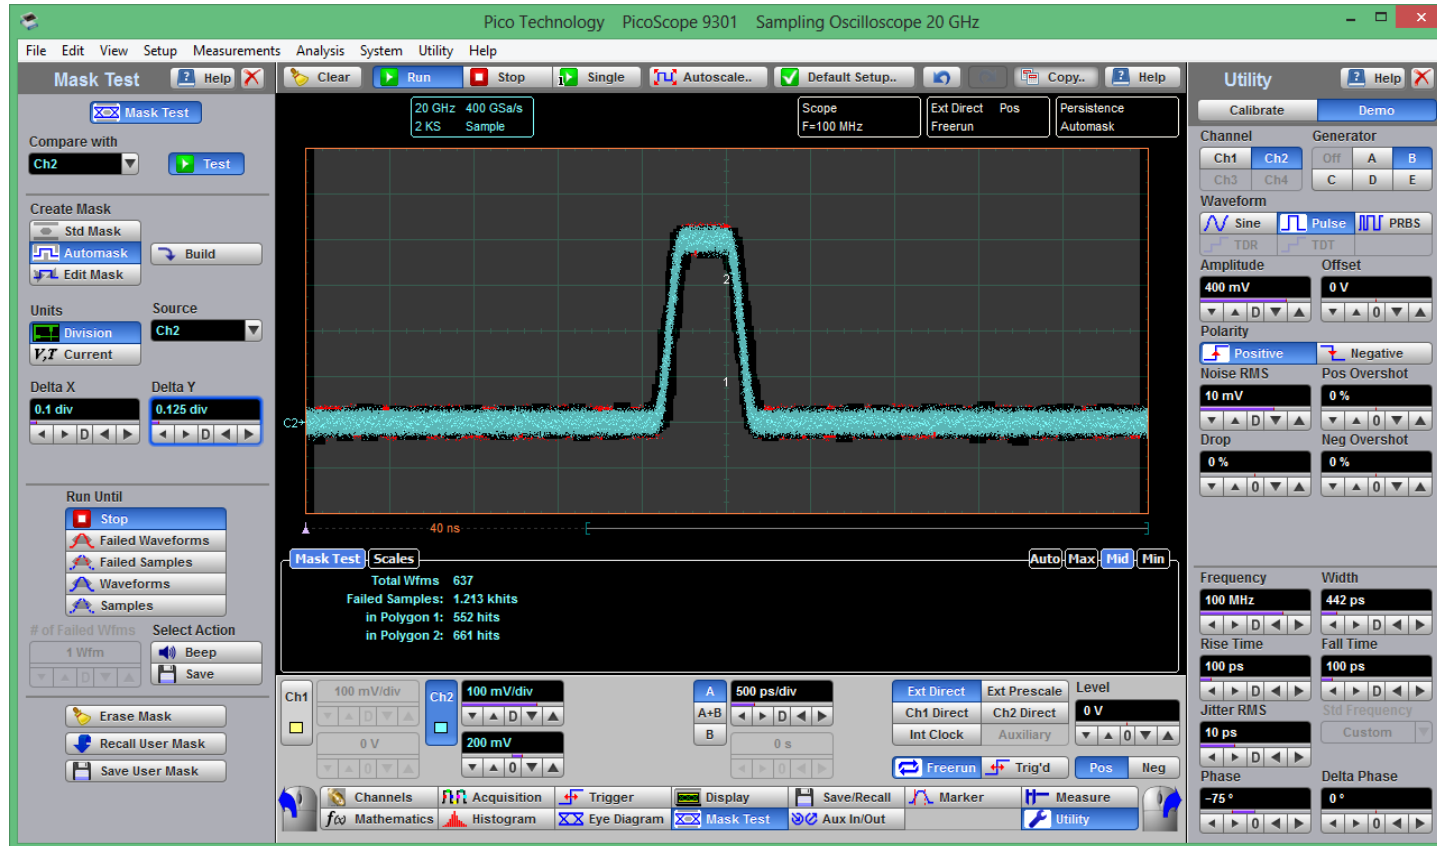 Pico Technology PicoScope 9301 Sampling Oscilloscope 20 GHz
File Edit View Setup Measurements Analysis System Utility Help
Mask Test Help
Mask Test
Compare with
Ch2 Test
Create Mask
Std Mask
Automask Build
Edit Mask
Units Source
Division Ch2
V,T Current
Delta X Delta Y
0.1 div 0.125 div
D D
Run Until
Stop
Failed Waveforms
Failed Samples
Waveforms
Samples
# of Failed Wfms Select Action
1 Wfm Beep
D Save
Erase Mask
Recall User Mask
Save User Mask
Clear Run Stop Single Autoscale.. Default Setup.. Copy.. Help
20 GHz 400 GSa/s
2 KS Sample
Scope
F=100 MHz
Ext Direct Pos
Freerun
Persistence
Automask
2
1
C2
40 ns
Mask Test Scales Auto Max Mid Min
Total Wfms 637
Failed Samples: 1.213 khits
in Polygon 1: 552 hits
in Polygon 2: 661 hits
Ch1 100 mV/div Ch2 100 mV/div A 500 ps/div Ext Direct Ext Prescale Level
D D A+B D Ch1 Direct Ch2 Direct 0 V
0 V 200 mV B 0 s Int Clock Auxiliary 0
0 0 0 Freerun Trig'd Pos Neg
Channels Acquisition Trigger Display Save/Recall Marker Measure
f(x) Mathematics Histogram Eye Diagram Mask Test Aux In/Out Utility
Utility Help
Calibrate Demo
Channel Generator
Ch1 Ch2 Off A B
Ch3 Ch4 C D E
Waveform
Sine Pulse PRBS
TDR TDT
Amplitude Offset
400 mV 0 V
D 0
Polarity
Positive Negative
Noise RMS Pos Overshot
10 mV 0 %
D 0
Drop Neg Overshot
0 % 0 %
0 0
Frequency Width
100 MHz 442 ps
D D
Rise Time Fall Time
100 ps 100 ps
D D
Jitter RMS Std Frequency
10 ps Custom
D
Phase Delta Phase
-75 ° 0 °
0 0